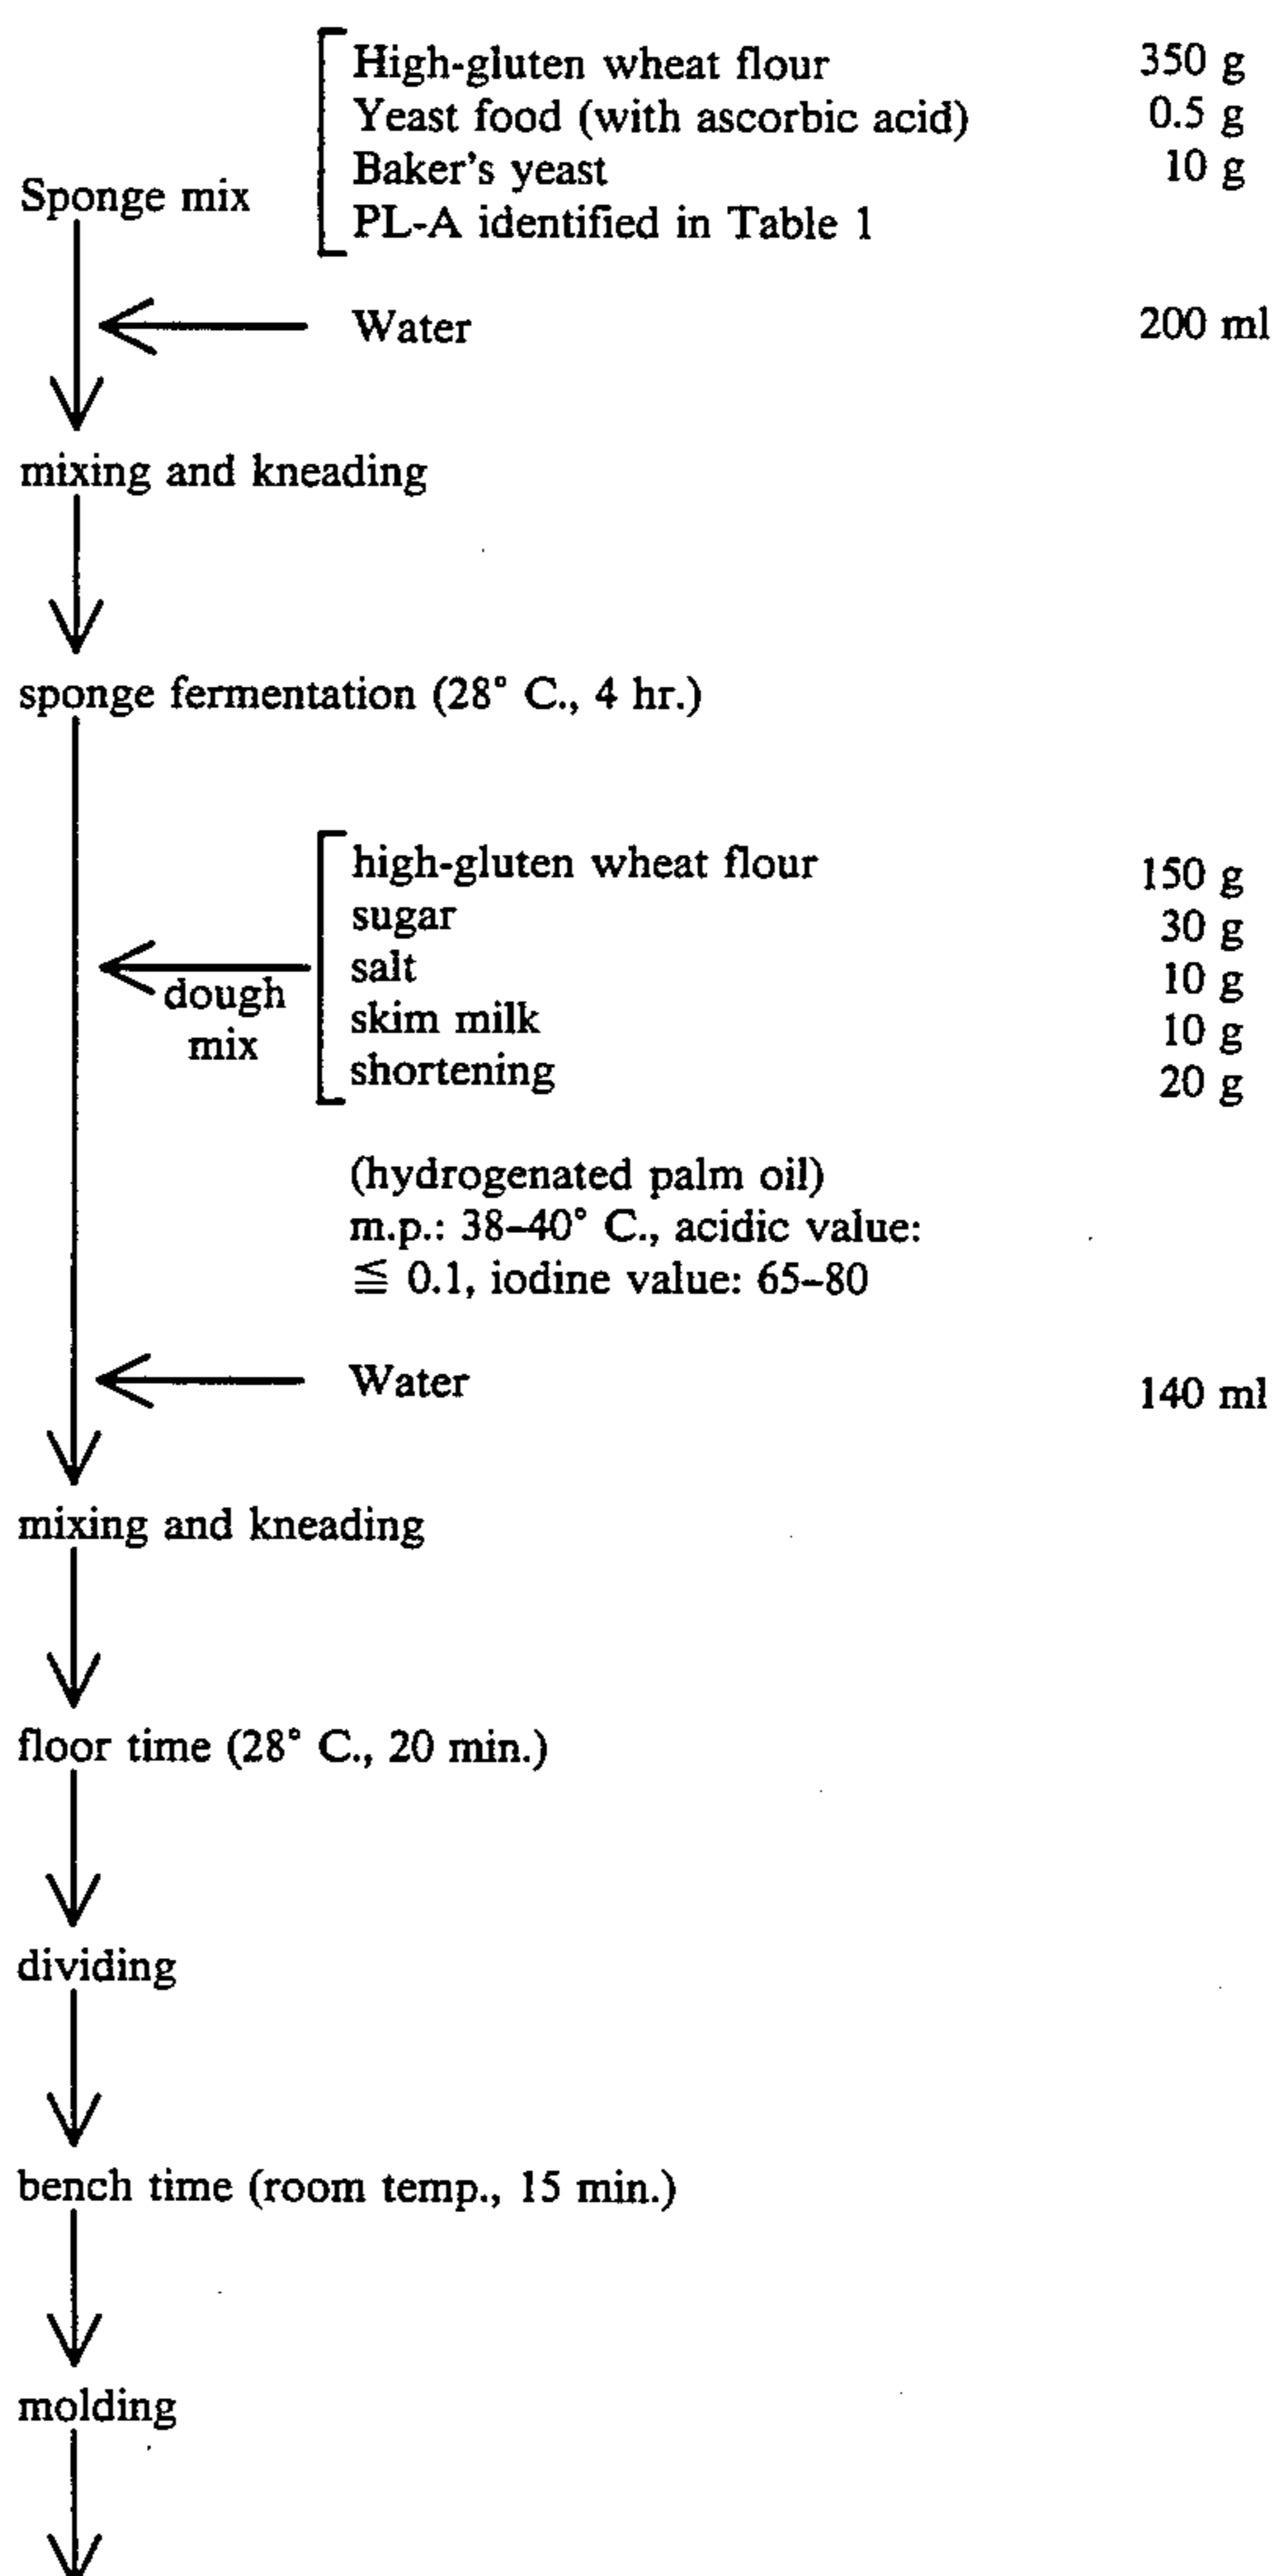 High-gluten wheat flour 350 g
Yeast food (with ascorbic acid) 0.5 g
Baker's yeast 10 g
Sponge mix
PL-A identified in Table 1
Water 200 ml
mixing and kneading
sponge fermentation (28° C., 4 hr.)
high-gluten wheat flour 150 g
sugar 30 g
salt 10 g
dough
mix
skim milk 10 g
shortening 20 g
(hydrogenated palm oil)
m.p.: 38–40° C., acidic value:
≦ 0.1, iodine value: 65–80
Water 140 ml
mixing and kneading
floor time (28° C., 20 min.)
dividing
bench time (room temp., 15 min.)
molding